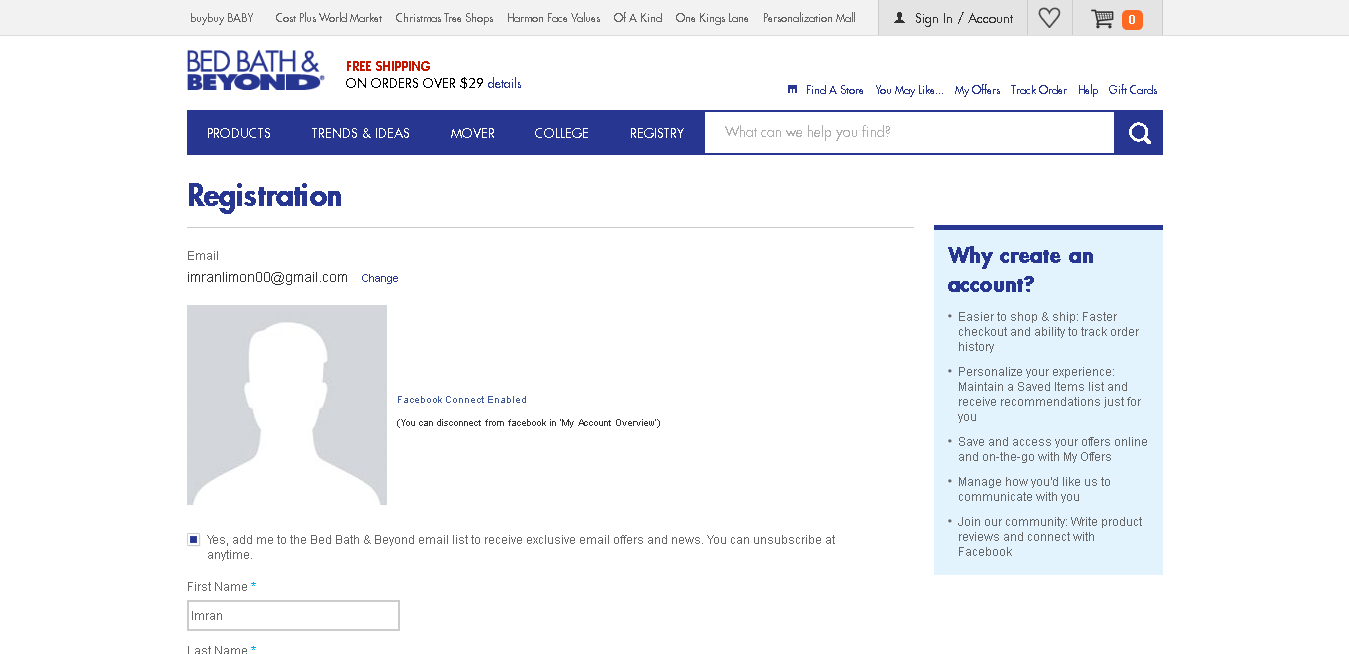 buybuy BABY Cost Plus World Market Christmas Tree Shops Harmon Face Values Of A Kind One Kings Lane Personalization Mall Sign In / Account 0
BED BATH &
BEYOND
FREE SHIPPING
ON ORDERS OVER $29 details
Find A Store You May Like... My Offers Track Order Help Gift Cards
PRODUCTS TRENDS & IDEAS MOVER COLLEGE REGISTRY What can we help you find?
Registration
Email
imranlimon00@gmail.com Change
Facebook Connect Enabled
(You can disconnect from facebook in 'My Account Overview')
Yes, add me to the Bed Bath & Beyond email list to receive exclusive email offers and news. You can unsubscribe at
anytime.
First Name *
Imran
Last Name *
Why create an
account?
• Easier to shop & ship: Faster
checkout and ability to track order
history
• Personalize your experience:
Maintain a Saved Items list and
receive recommendations just for
you
• Save and access your offers online
and on-the-go with My Offers
• Manage how you'd like us to
communicate with you
• Join our community: Write product
reviews and connect with
Facebook